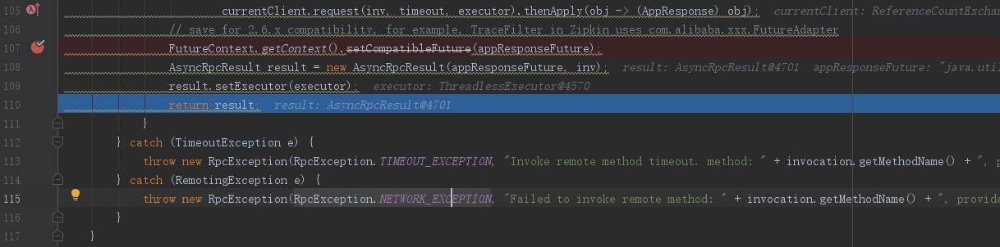 105 currentClient.request(inv, timeout, executor).thenApply(obj -> (AppResponse) obj); currentClient: ReferenceCountExchan
106 // save for 2.6.x compatibility, for example, TraceFilter in Zipkin uses com.alibaba.xxx.FutureAdapter
107 FutureContext.getContext().setCompatibleFuture(appResponseFuture);
108 AsyncRpcResult result = new AsyncRpcResult(appResponseFuture, inv); result: AsyncRpcResult@4701 appResponseFuture: "java.util
109 result.setExecutor(executor); executor: ThreadlessExecutor@4570
110 return result; result: AsyncRpcResult@4701
111 }
112 } catch (TimeoutException e) {
113 throw new RpcException(RpcException.TIMEOUT_EXCEPTION, "Invoke remote method timeout. method: " + invocation.getMethodName() + ", p
114 } catch (RemotingException e) {
115 throw new RpcException(RpcException.NETWORK_EXCEPTION, "Failed to invoke remote method: " + invocation.getMethodName() + ", provide
116 }
117 }